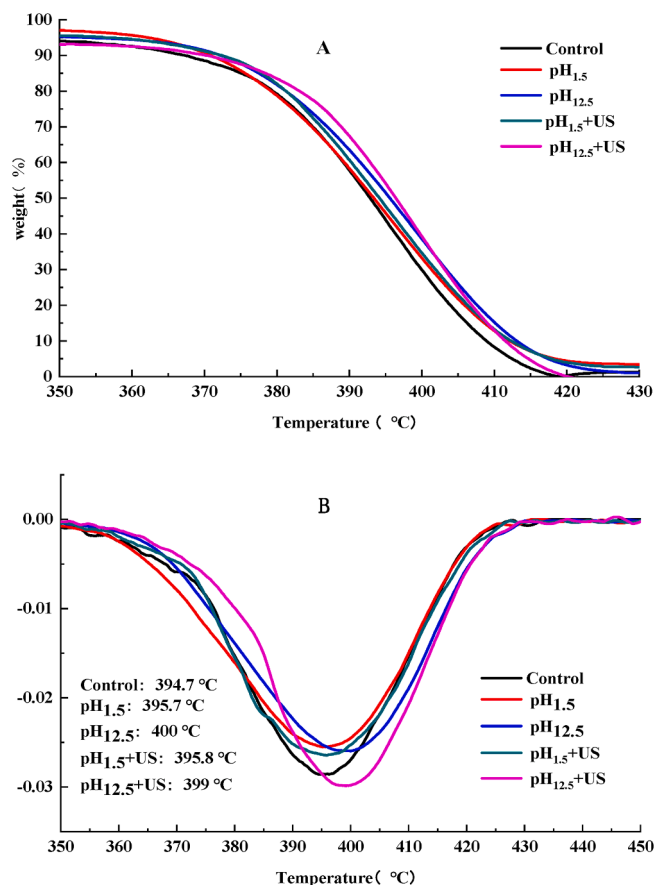 A
100
90
80
70
60
50
40
30
20
10
0
weight( %)
350 360 370 380 390 400 410 420 430
Temperature ( °C)
Control
pH1.5
pH12.5
pH1.5+US
pH12.5+US
B
0.00
-0.01
-0.02
-0.03
Control: 394.7 °C
pH1.5: 395.7 °C
pH12.5: 400 °C
pH1.5+US: 395.8 °C
pH12.5+US: 399 °C
Control
pH1.5
pH12.5
pH1.5+US
pH12.5+US
350 360 370 380 390 400 410 420 430 440 450
Temperature( °C)